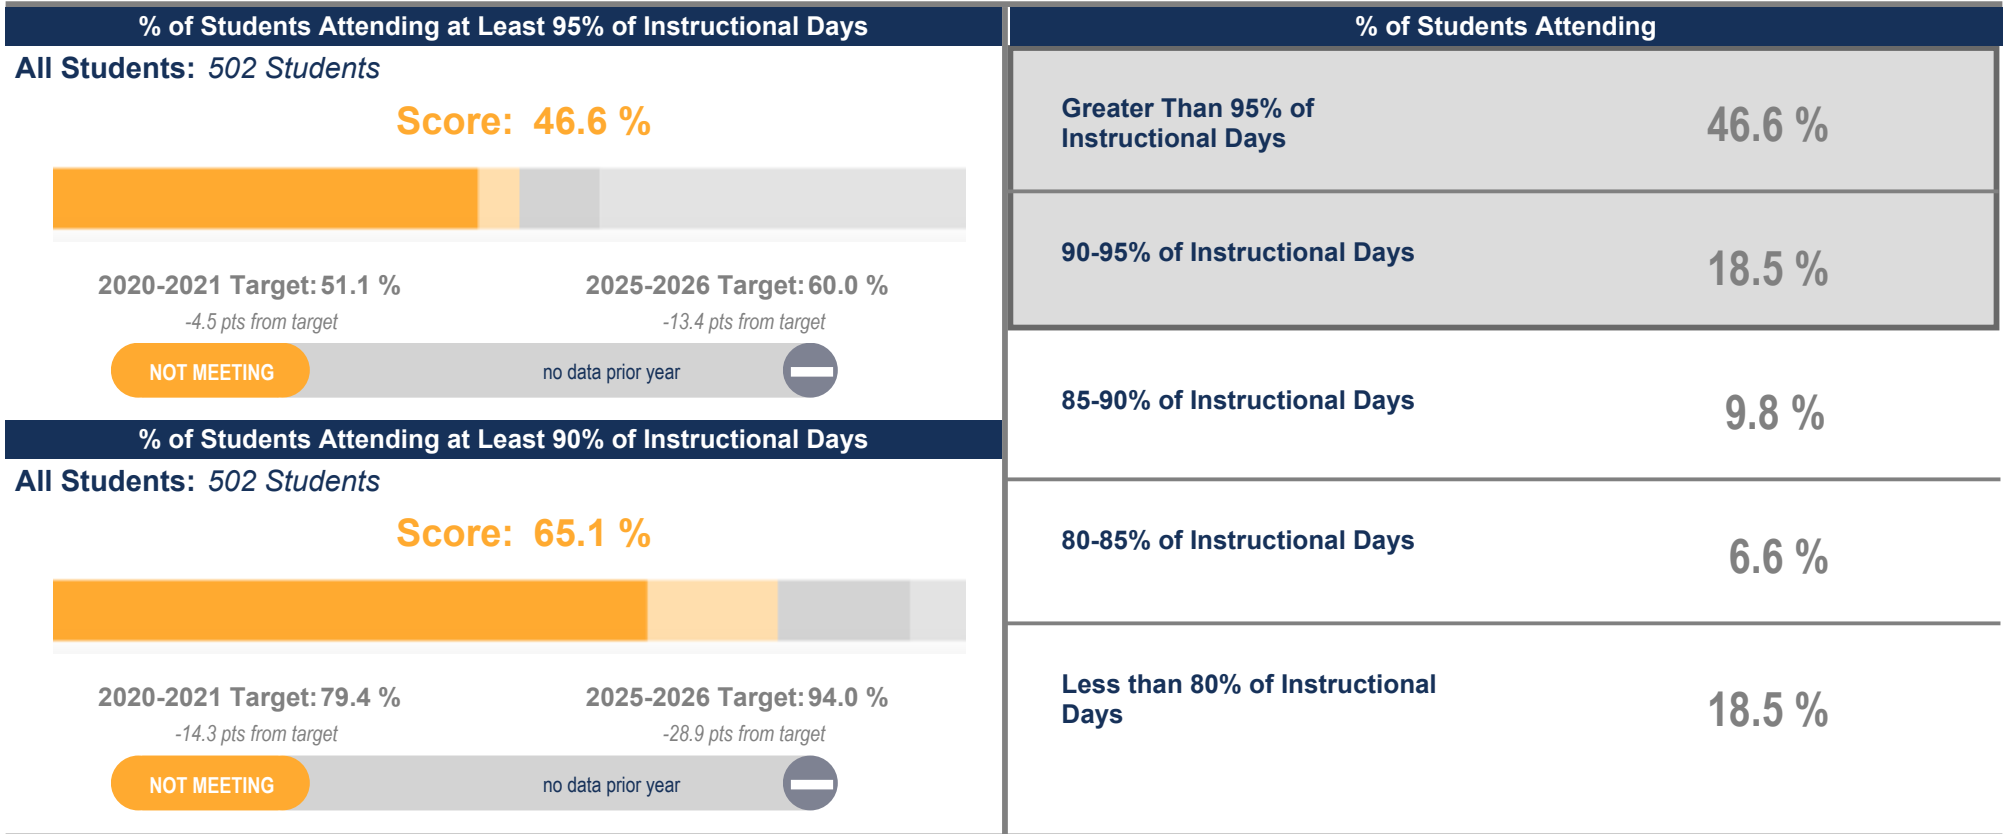 % of Students Attending at Least 95% of Instructional Days
All Students: 502 Students
Score: 46.6 %
2020-2021 Target: 51.1 %
-4.5 pts from target
2025-2026 Target: 60.0 %
-13.4 pts from target
NOT MEETING
no data prior year
% of Students Attending at Least 90% of Instructional Days
All Students: 502 Students
Score: 65.1 %
2020-2021 Target: 79.4 %
-14.3 pts from target
2025-2026 Target: 94.0 %
-28.9 pts from target
NOT MEETING
no data prior year
% of Students Attending
Greater Than 95% of
Instructional Days
46.6 %
90-95% of Instructional Days
18.5 %
85-90% of Instructional Days
9.8 %
80-85% of Instructional Days
6.6 %
Less than 80% of Instructional
Days
18.5 %